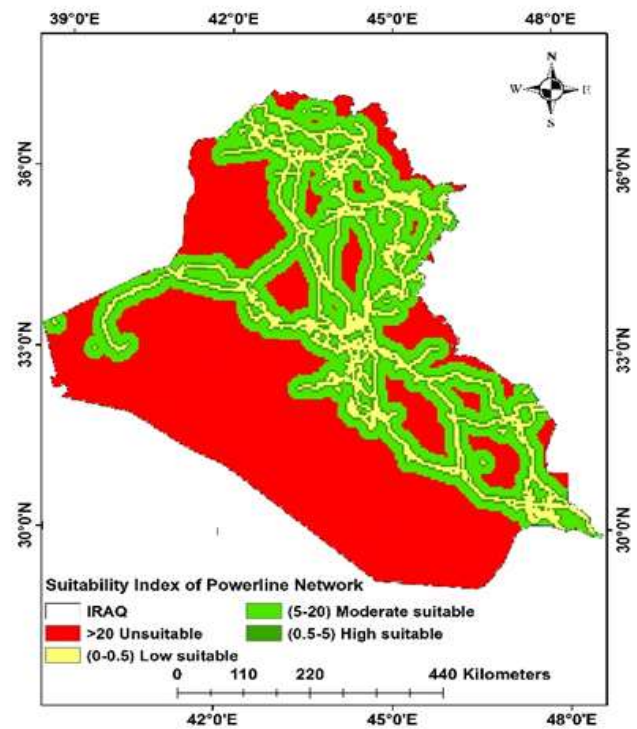 39°0'E 42°0'E 45°0'E 48°0'E
N
W E
S
36°0'N 36°0'N
33°0'N 33°0'N
30°0'N 30°0'N
Suitability Index of Powerline Network
IRAQ (5-20) Moderate suitable
>20 Unsuitable (0.5-5) High suitable
(0-0.5) Low suitable
0 110 220 440 Kilometers
42°0'E 45°0'E 48°0'E